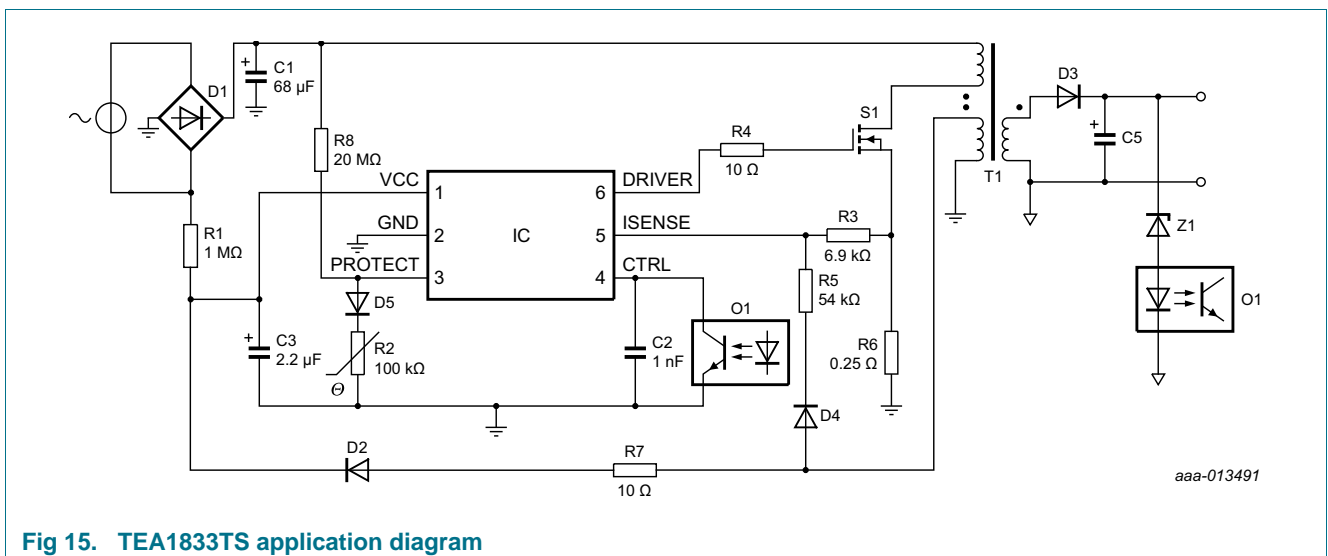 D1
C1
68 µF
R8
20 MΩ
R1
1 MΩ
VCC
GND
PROTECT
1
2
3
IC
6
5
4
DRIVER
ISENSE
CTRL
R4
10 Ω
S1
T1
D3
C5
Z1
O1
R3
6.9 kΩ
R5
54 kΩ
R6
0.25 Ω
O1
C2
1 nF
D5
R2
100 kΩ
Θ
C3
2.2 µF
D4
D2
R7
10 Ω
aaa-013491
Fig 15. TEA1833TS application diagram